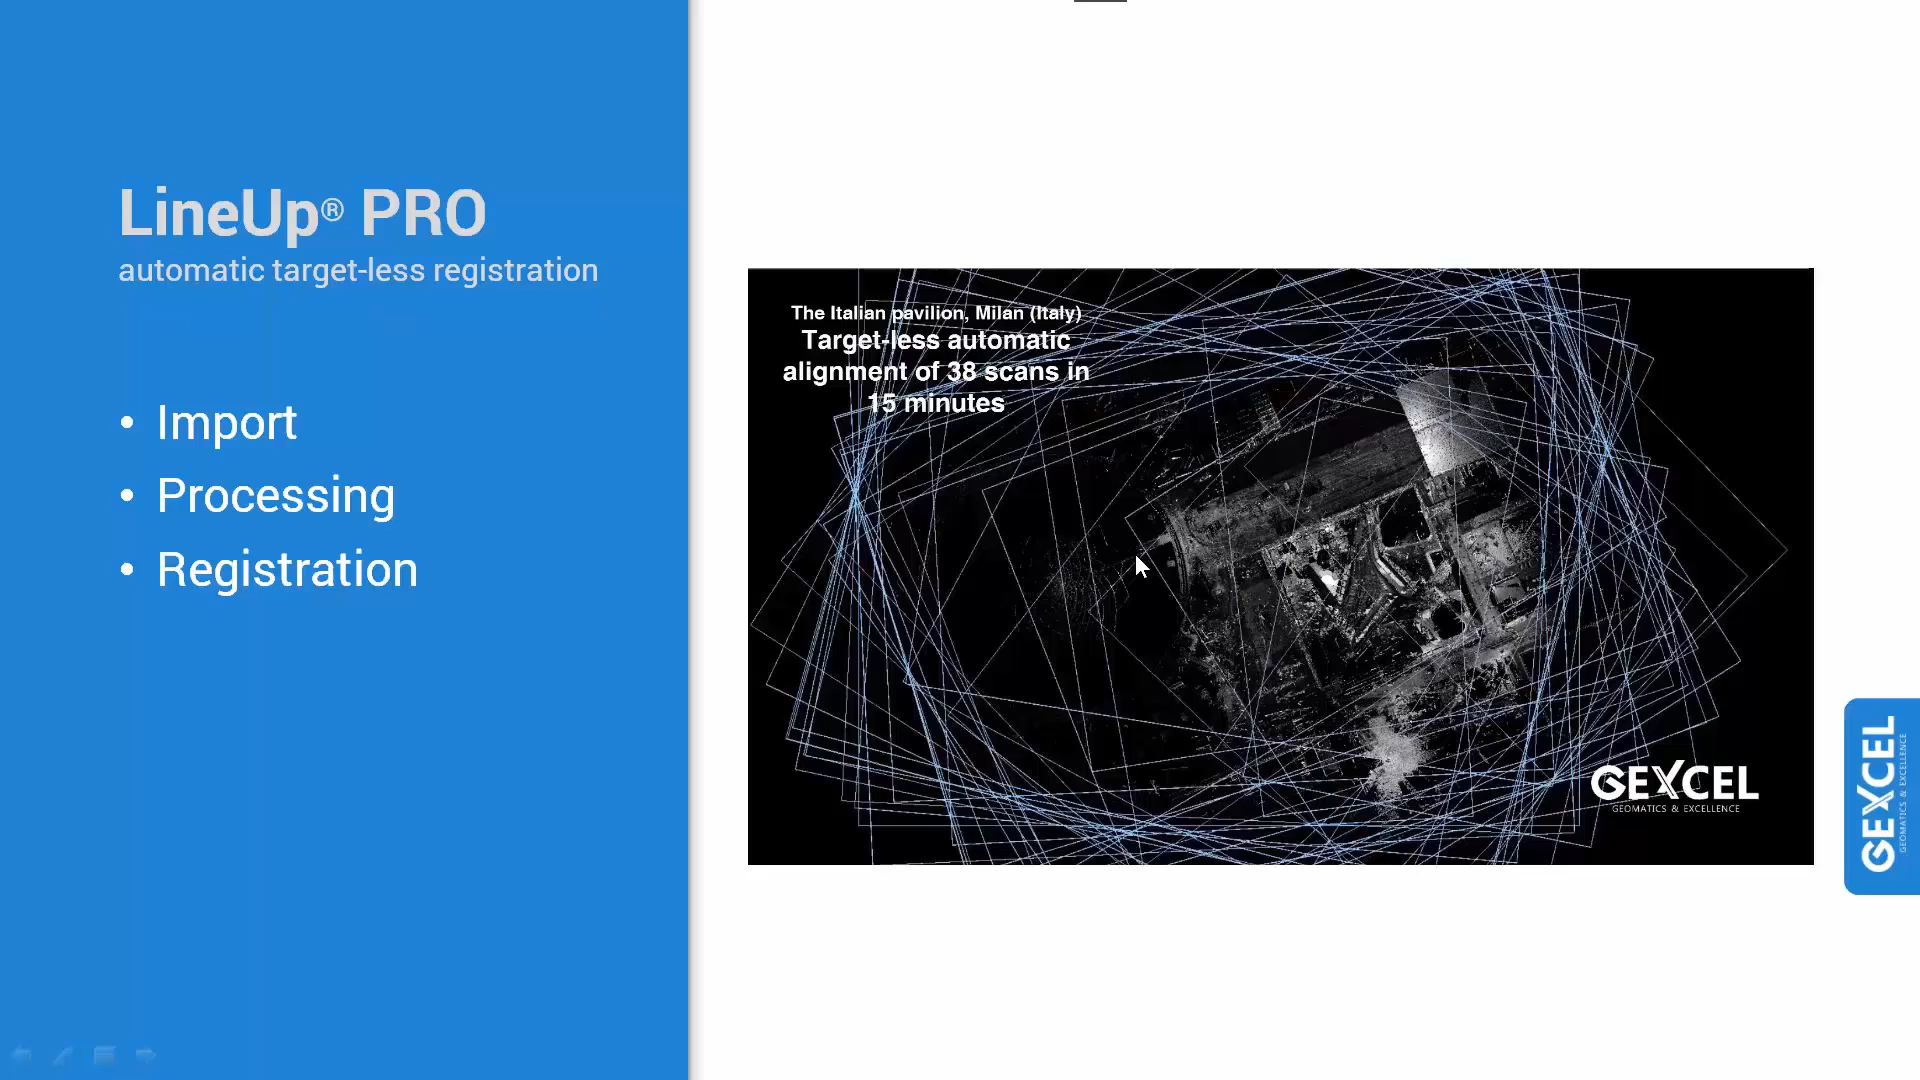 LineUp® PRO
automatic target-less registration
• Import
• Processing
• Registration
The Italian pavilion, Milan (Italy)
Target-less automatic
alignment of 38 scans in
15 minutes
GEXCEL
GEOMATICS & EXCELLENCE
GEXCEL
GEOMATICS & EXCELLENCE